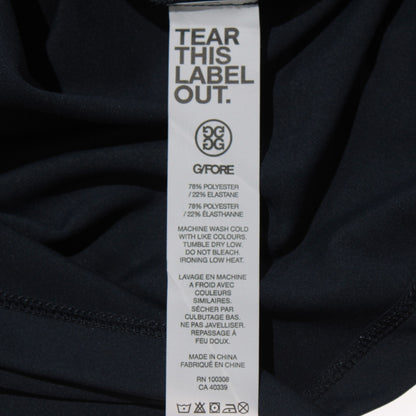 TEAR
THIS
LABEL
OUT.
GG
GG
G/FORE
78% POLYESTER
/ 22% ELASTANE
78% POLYESTER
/ 22% ÉLASTHANNE
MACHINE WASH COLD
WITH LIKE COLOURS.
TUMBLE DRY LOW.
DO NOT BLEACH.
IRONING LOW HEAT.
LAVAGE EN MACHINE
A FROID AVEC
COULEURS
SIMILAIRES.
SÉCHER PAR
CULBUTAGE BAS.
NE PAS JAVELLISER.
REPASSAGE À
FEU DOUX.
MADE IN CHINA
FABRIQUÉ EN CHINE
RN 100308
CA 40339